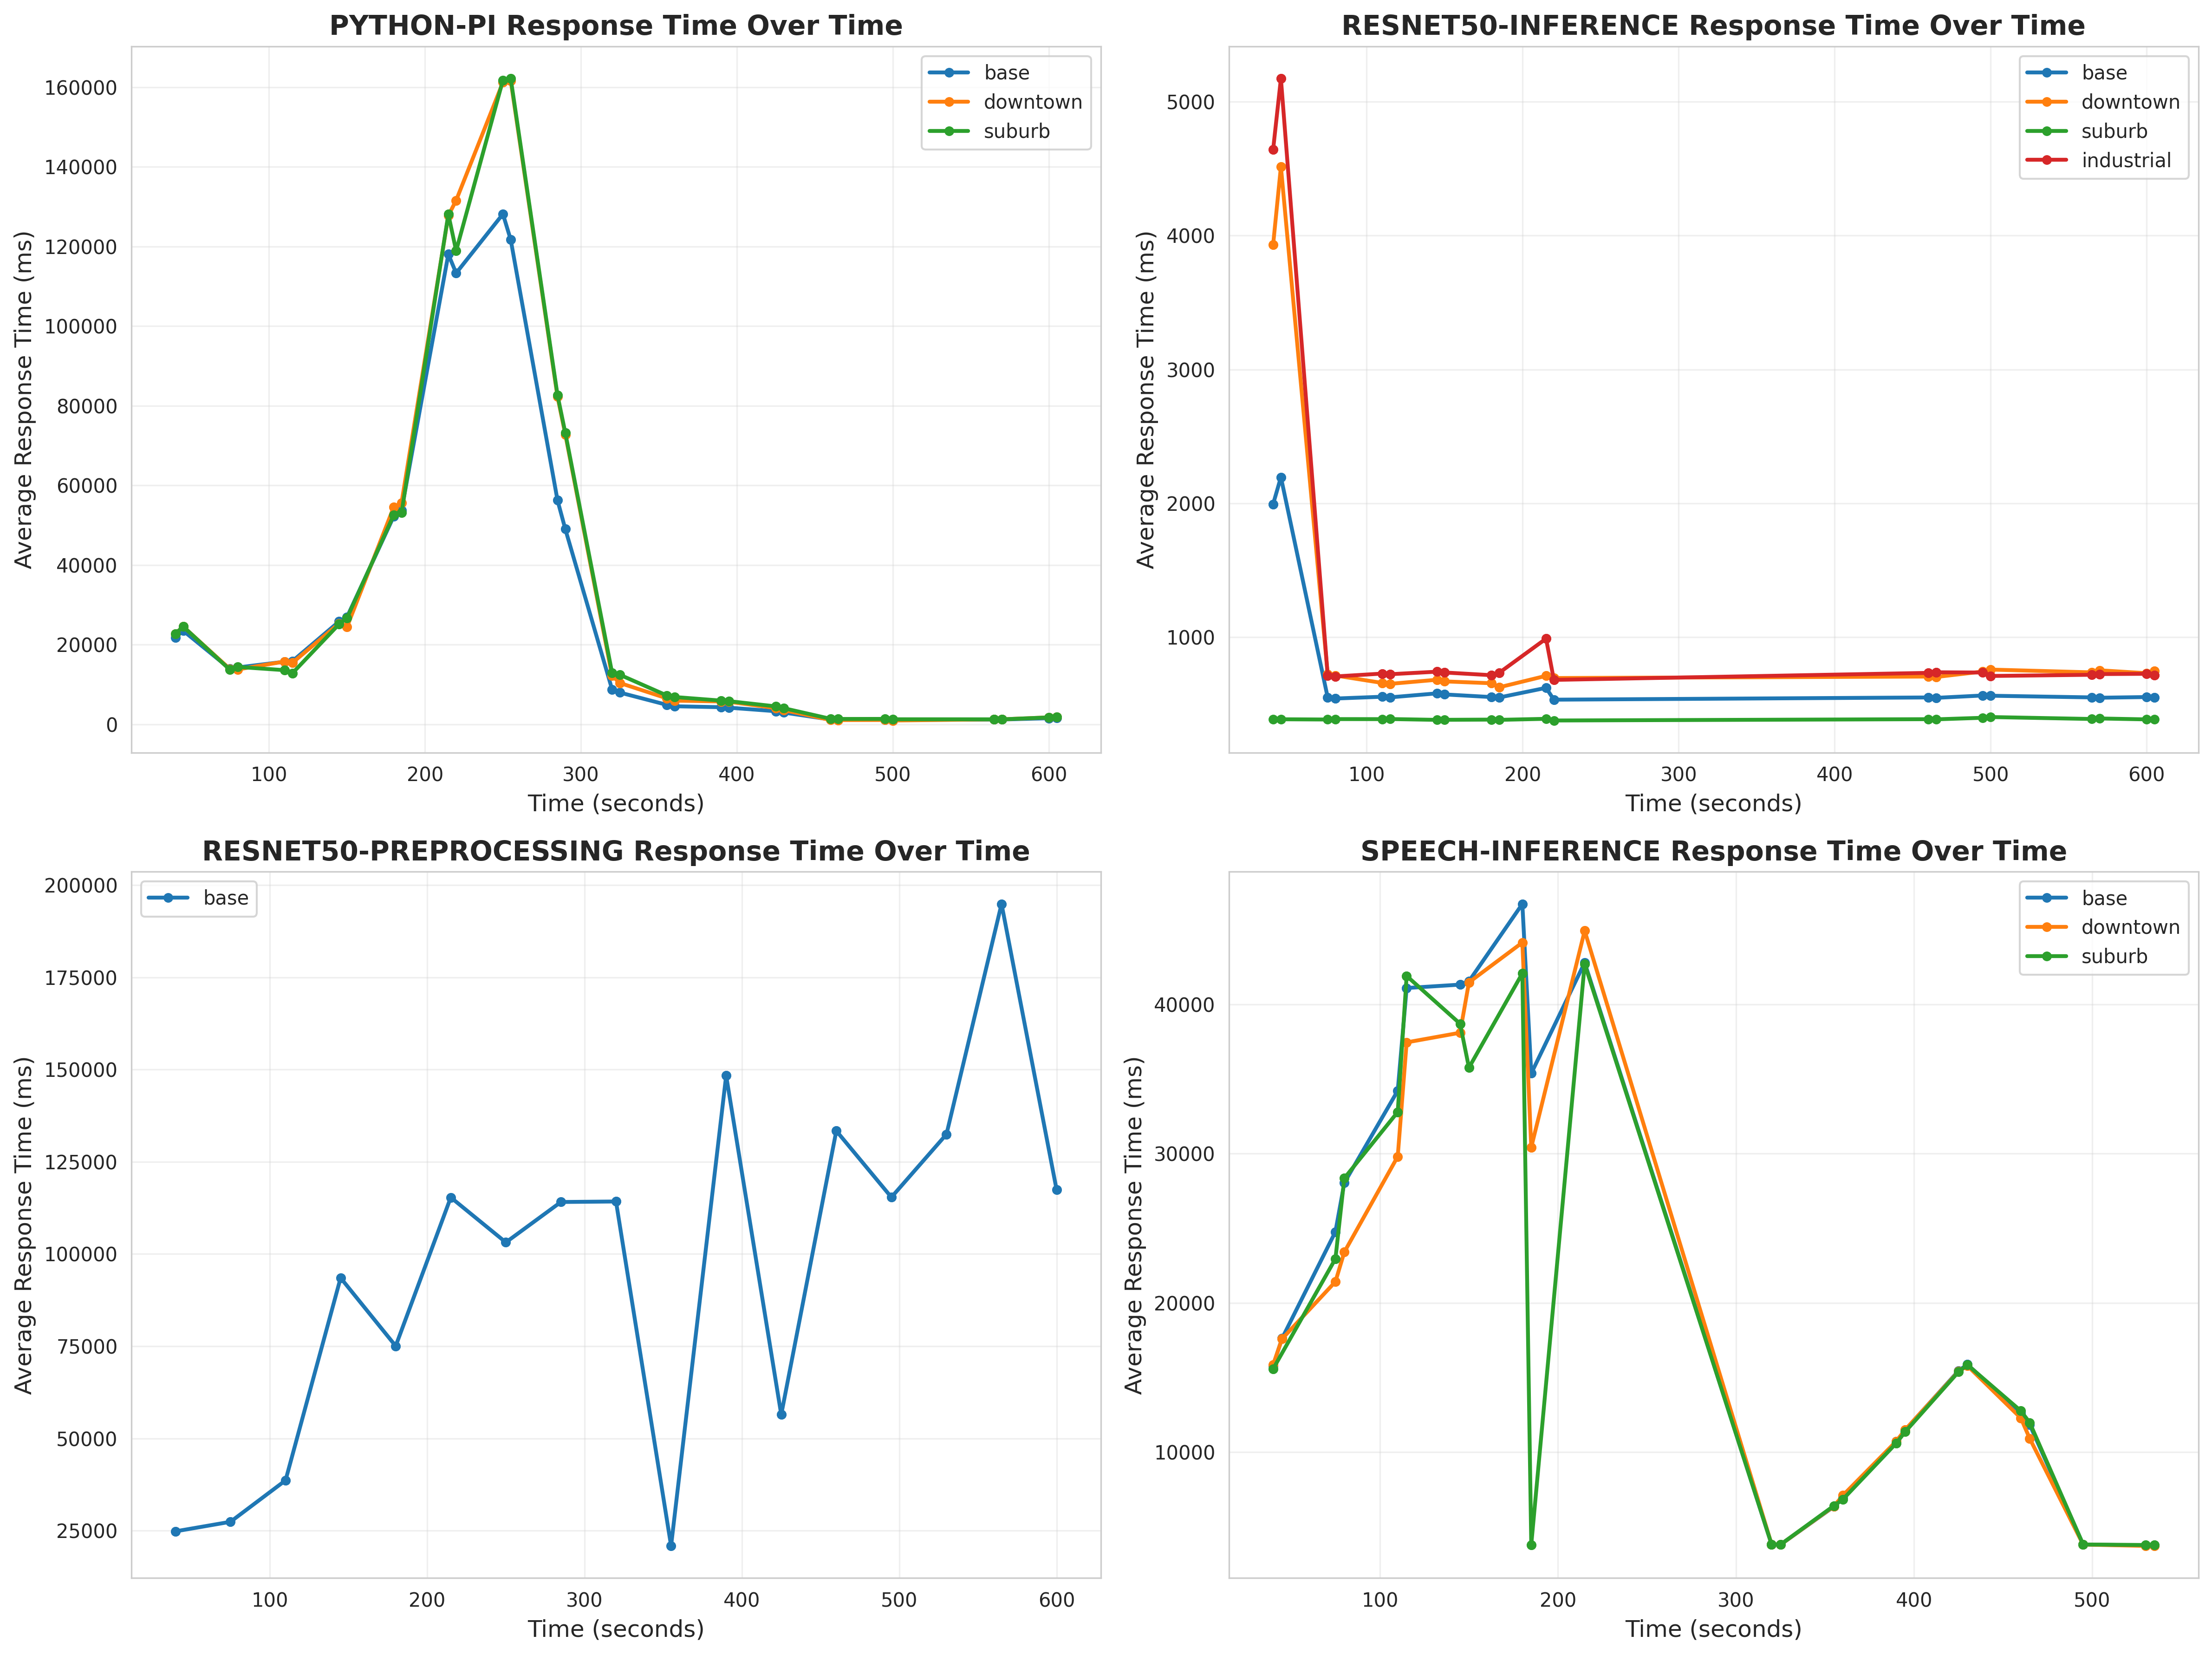 PYTHON-PI Response Time Over Time
Average Response Time (ms)
160000
140000
120000
100000
80000
60000
40000
20000
0
base
downtown
suburb
100 200 300 400 500 600
Time (seconds)
RESNET50-INFERENCE Response Time Over Time
Average Response Time (ms)
5000
4000
3000
2000
1000
base
downtown
suburb
industrial
100 200 300 400 500 600
Time (seconds)
RESNET50-PREPROCESSING Response Time Over Time
Average Response Time (ms)
200000
175000
150000
125000
100000
75000
50000
25000
base
100 200 300 400 500 600
Time (seconds)
SPEECH-INFERENCE Response Time Over Time
Average Response Time (ms)
40000
30000
20000
10000
base
downtown
suburb
100 200 300 400 500
Time (seconds)